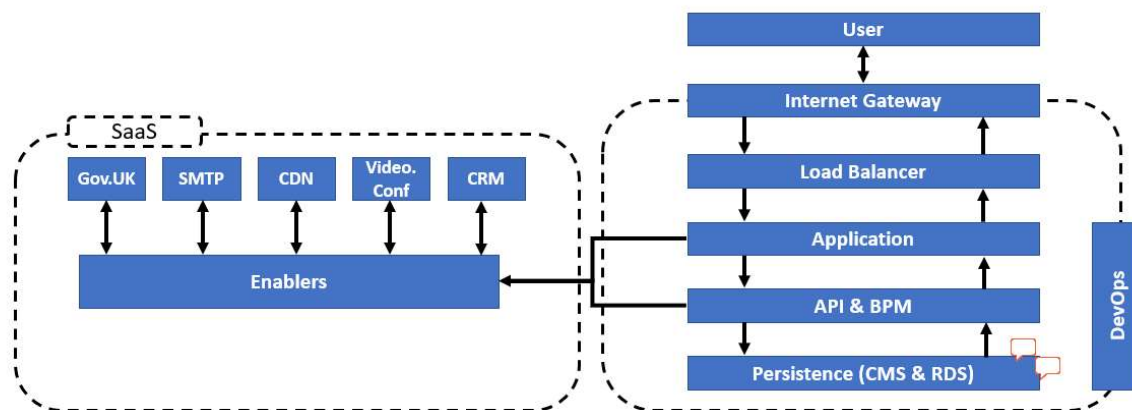 User
Internet Gateway
Load Balancer
Application
API & BPM
Persistence (CMS & RDS)
DevOps
SaaS
Gov.UK
SMTP
CDN
Video.
Conf
CRM
Enablers